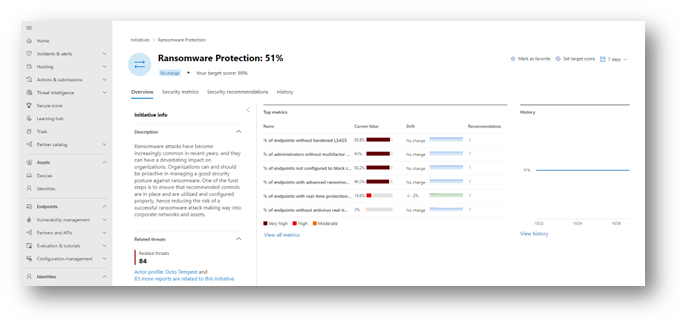 Home
Incidents & alerts
Hunting
Actions & submissions
Threat intelligence
Secure score
Learning hub
Trials
Partner catalog
Assets
Devices
Identities
Endpoints
Vulnerability management
Partners and APIs
Evaluation & tutorials
Configuration management
Identities
Initiatives > Ransomware Protection
Ransomware Protection: 51%
No change • Your target score: 99%
Mark as favorite Set target score 7 days
Overview Security metrics Security recommendations History
Initiative info
Description
Ransomware attacks have become
increasingly common in recent years, and they
can have a devastating impact on
organizations. Organizations can and should
be proactive in managing a good security
posture against ransomware. One of the first
steps is to ensure that recommended controls
are in place and are utilized and configured
properly, hence reducing the risk of a
successful ransomware attack making way into
corporate networks and assets.
Related threats
Related threats
84
Actor profile: Octo Tempest and
83 more reports are related to this initiative.
Top metrics
Name Current Value Drift Recommendations
% of endpoints without hardened LSASS 93.8% No change 1
% of administrators without multifactor ... 93% No change 1
% of endpoints not configured to block ... 92.2% No change 1
% of endpoints with advanced ransomw... 90.2% No change 1
% of endpoints with real-time protection... 19.6% -2% 1
% of endpoints without antivirus real-ti... 2% No change 1
Very high High Moderate
View all metrics
History
51%
10/22 10/24 10/28
View history